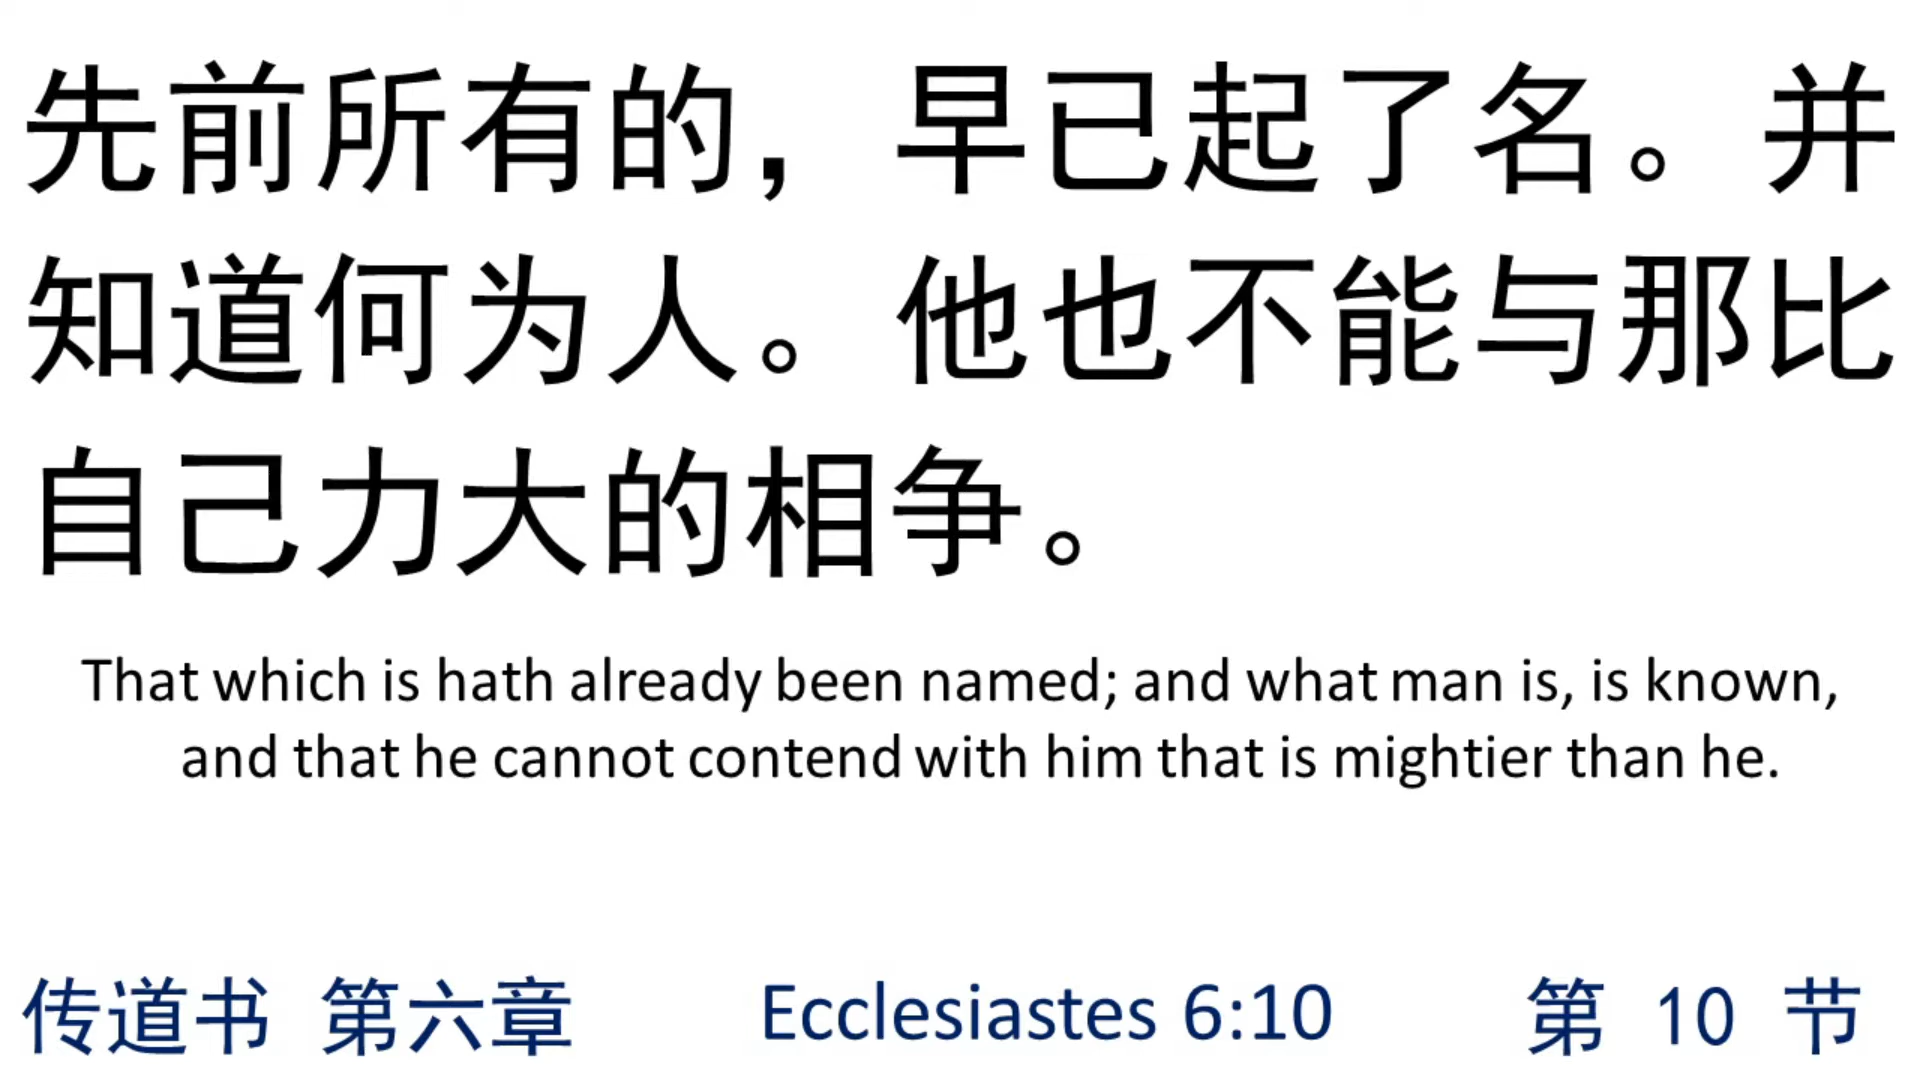 先前所有的，早已起了名。并
知道何为人。他也不能与那比
自己力大的相争。
That which is hath already been named; and what man is, is known,
and that he cannot contend with him that is mightier than he.
传道书 第六章 Ecclesiastes 6:10 第 10 节